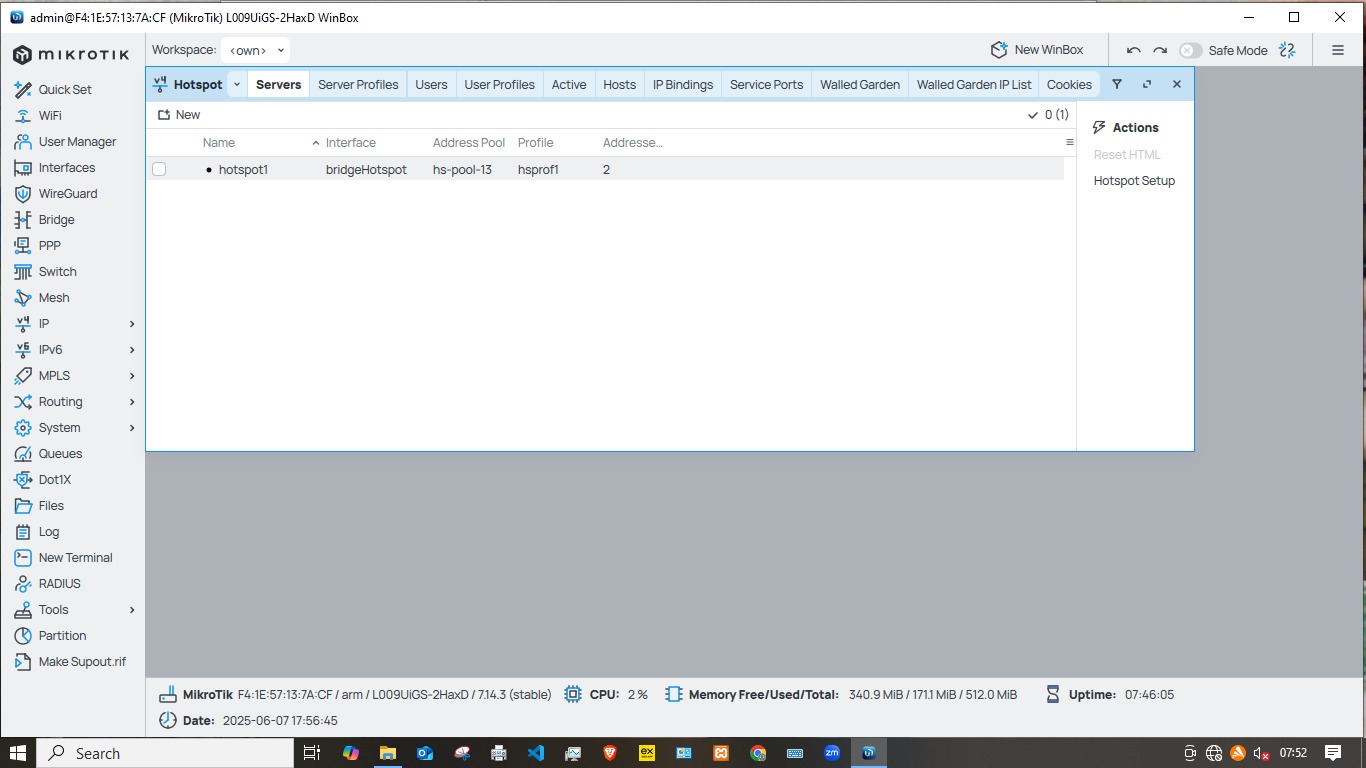 admin@F4:1E:57:13:7A:CF (MikroTik) L009UiGS-2HaxD WinBox
MIKROTIK
Workspace: <own>
New WinBox
Safe Mode
Quick Set
WiFi
User Manager
Interfaces
WireGuard
Bridge
PPP
Switch
Mesh
IP
IPv6
MPLS
Routing
System
Queues
Dot1X
Files
Log
New Terminal
RADIUS
Tools
Partition
Make Supout.rif
Hotspot Servers Server Profiles Users User Profiles Active Hosts IP Bindings Service Ports Walled Garden Walled Garden IP List Cookies
New
0 (1)
Name Interface Address Pool Profile Addresse...
hotspot1 bridgeHotspot hs-pool-13 hsprof1 2
Actions
Reset HTML
Hotspot Setup
MikroTik F4:1E:57:13:7A:CF / arm / L009UiGS-2HaxD / 7.14.3 (stable) CPU: 2 % Memory Free/Used/Total: 340.9 MiB / 171.1 MiB / 512.0 MiB Uptime: 07:46:05
Date: 2025-06-07 17:56:45
Search
ex
zm
07:52